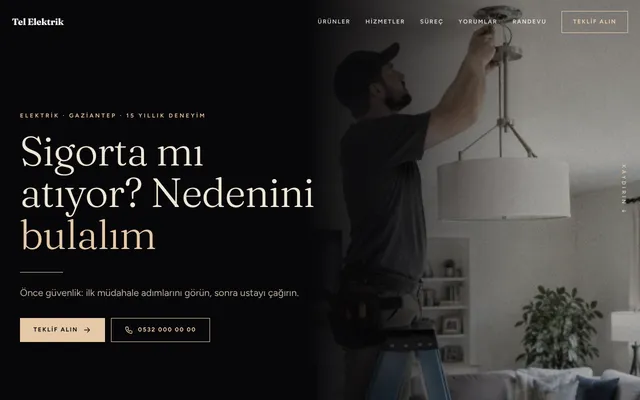 Tel Elektrik
ÜRÜNLER HİZMETLER SÜREÇ YORUMLAR RANDEVU TEKLİF ALIN
ELEKTRİK · GAZİANTEP · 15 YILLIK DENEYİM
Sigorta mı
atıyor? Nedenini
bulalım
Önce güvenlik: ilk müdahale adımlarını görün, sonra ustayı çağırın.
TEKLİF ALIN → 0532 000 00 00
KAYDIRIN ↓